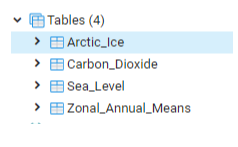 Tables (4)
Arctic_Ice
Carbon_Dioxide
Sea_Level
Zonal_Annual_Means